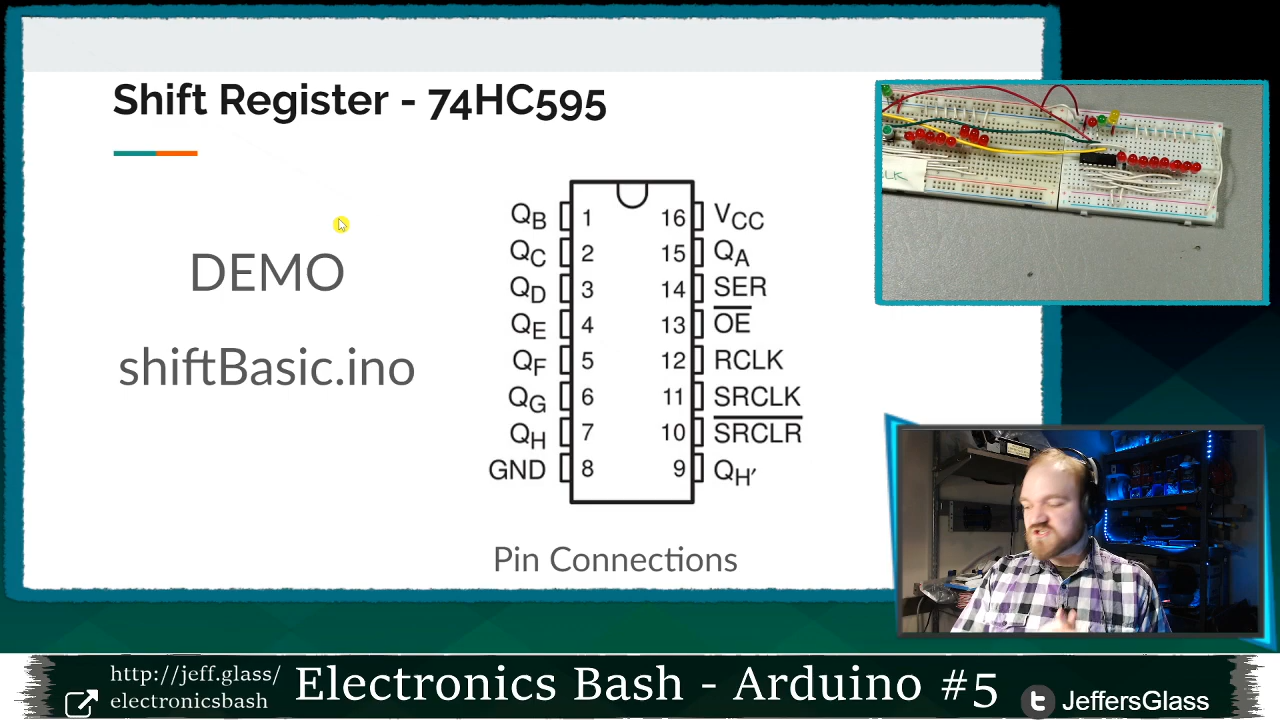 Shift Register - 74HC595
DEMO
shiftBasic.ino
QB 1 16 VCC
QC 2 15 QA
QD 3 14 SER
QE 4 13 OE
QF 5 12 RCLK
QG 6 11 SRCLK
QH 7 10 SRCLR
GND 8 9 QH′
Pin Connections
LK
http://jeff.glass/
electronicsbash
Electronics Bash - Arduino #5
JeffersGlass